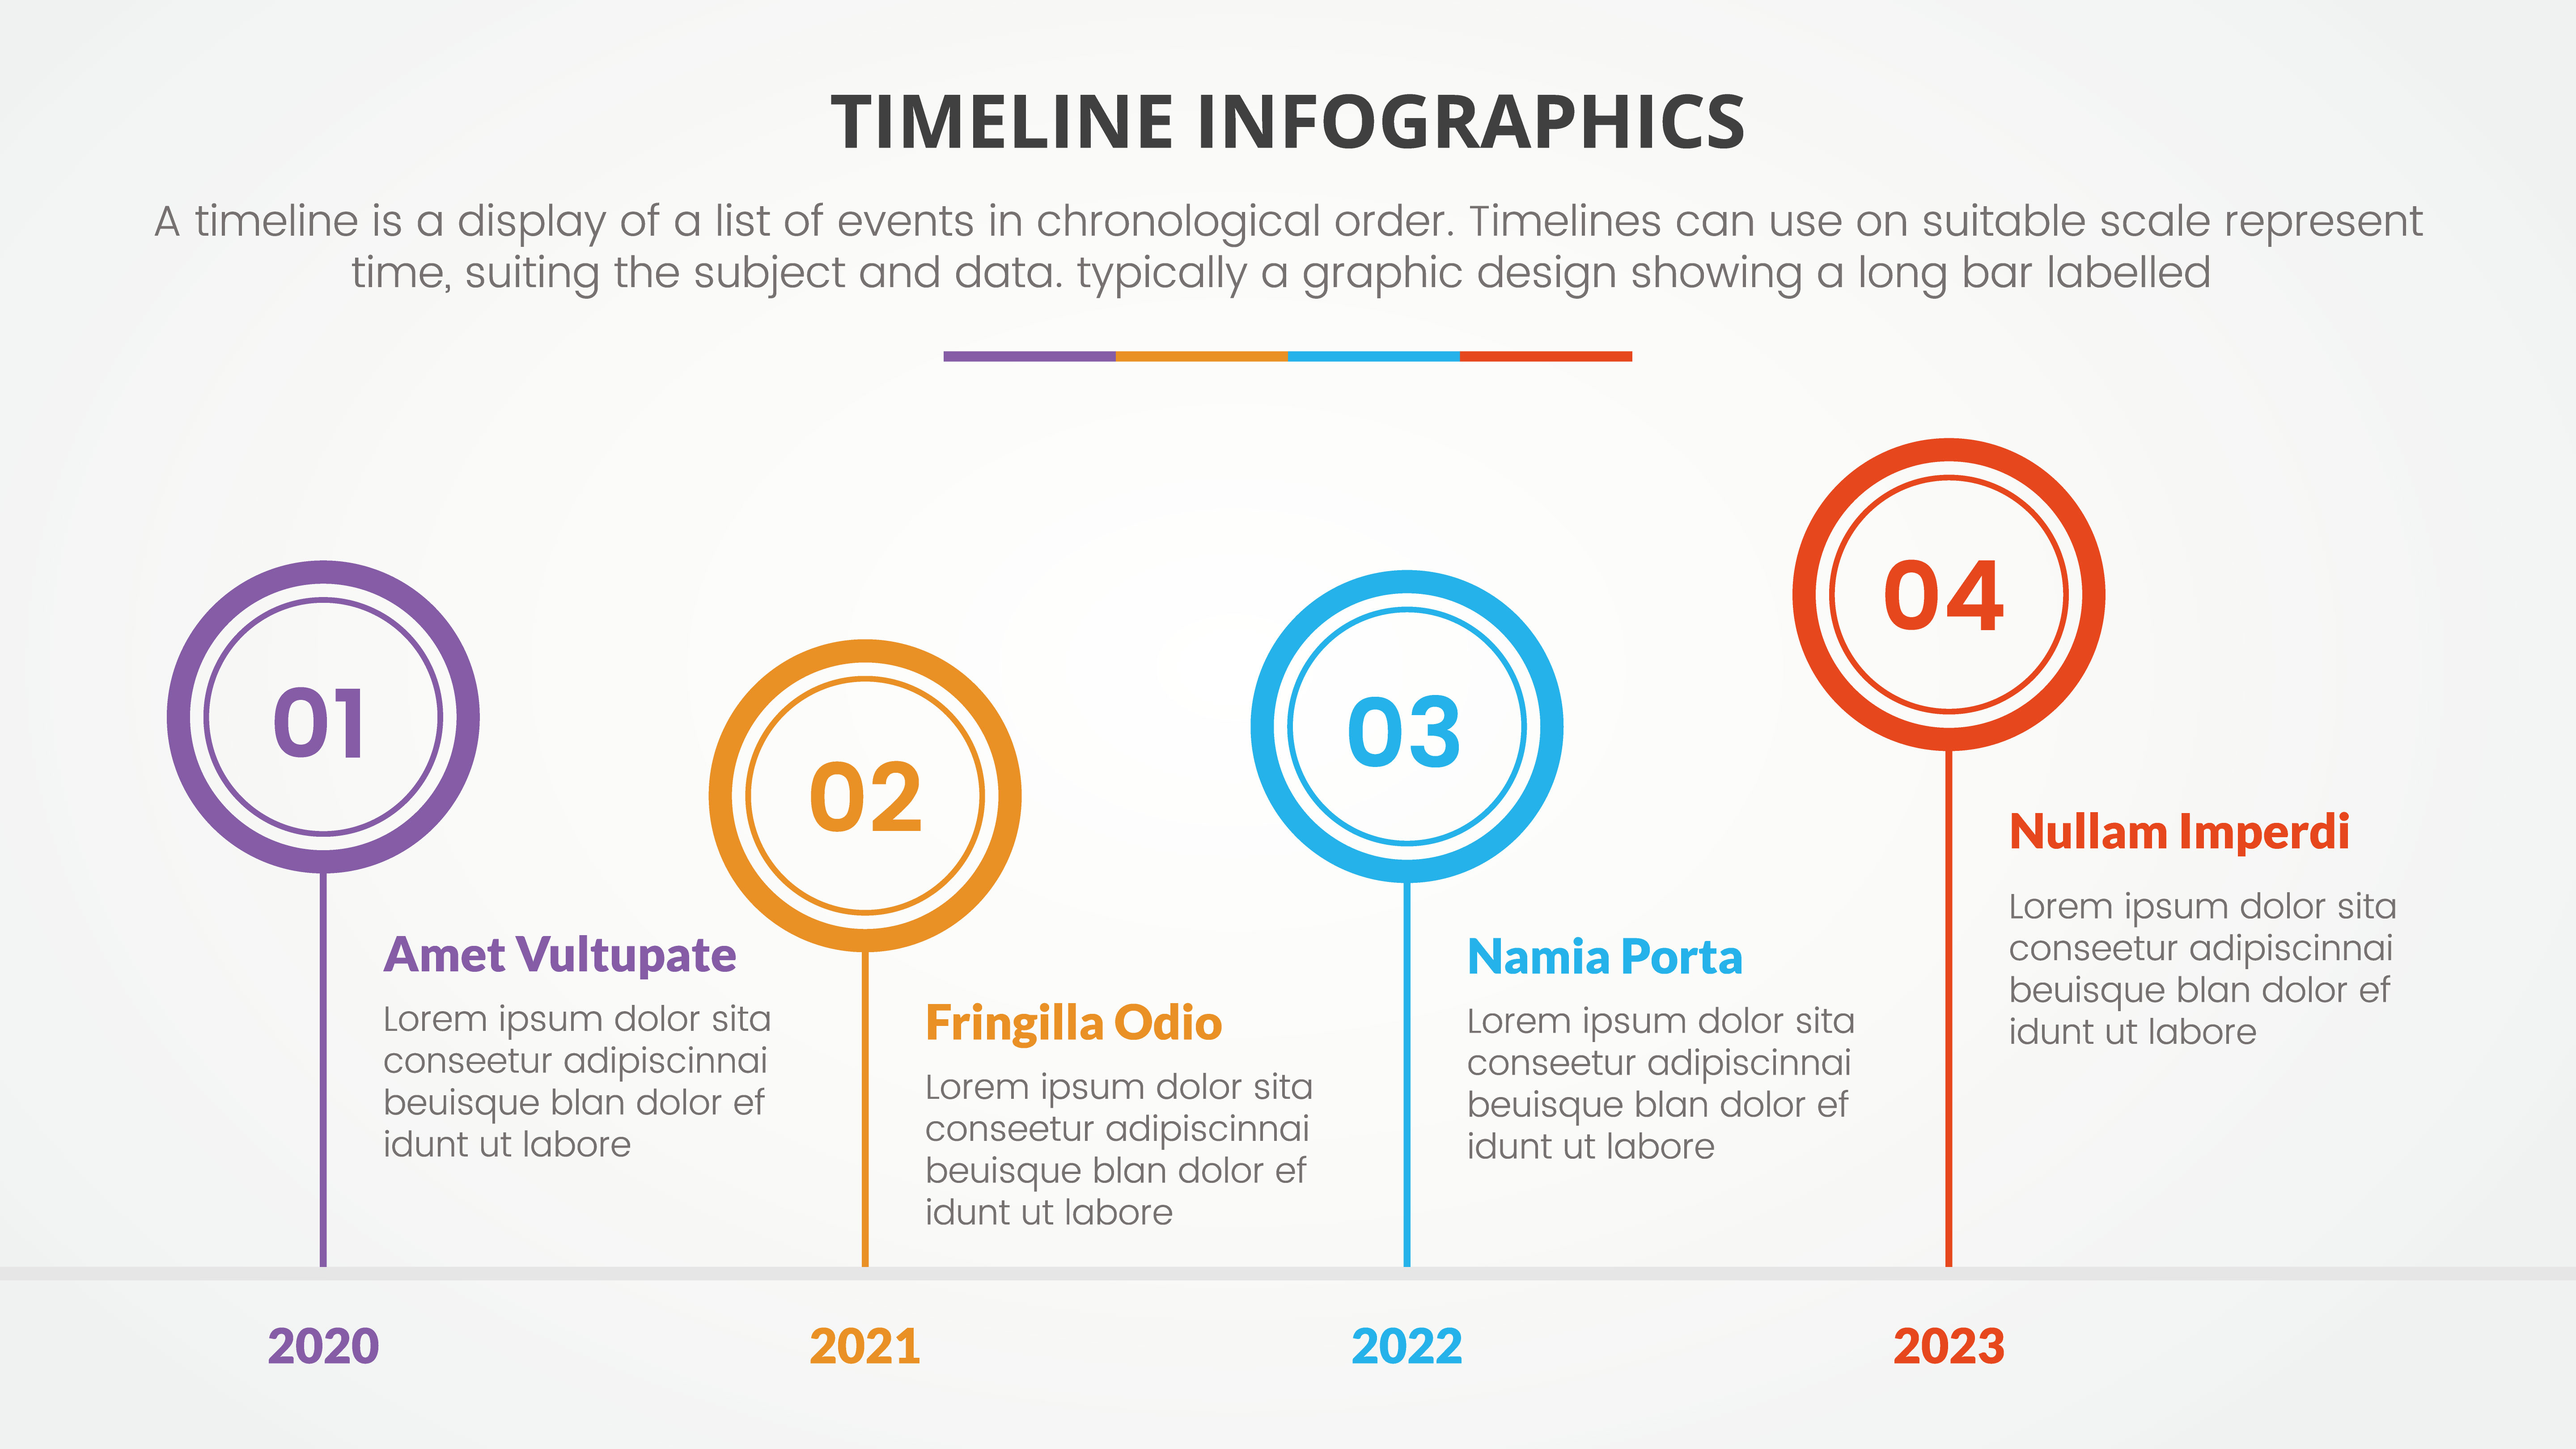 TIMELINE INFOGRAPHICS
A timeline is a display of a list of events in chronological order. Timelines can use on suitable scale represent
time, suiting the subject and data. typically a graphic design showing a long bar labelled
01
Amet Vultupate
Lorem ipsum dolor sita
conseetur adipiscinnai
beuisque blan dolor ef
idunt ut labore
2020
02
Fringilla Odio
Lorem ipsum dolor sita
conseetur adipiscinnai
beuisque blan dolor ef
idunt ut labore
2021
03
Namia Porta
Lorem ipsum dolor sita
conseetur adipiscinnai
beuisque blan dolor ef
idunt ut labore
2022
04
Nullam Imperdi
Lorem ipsum dolor sita
conseetur adipiscinnai
beuisque blan dolor ef
idunt ut labore
2023